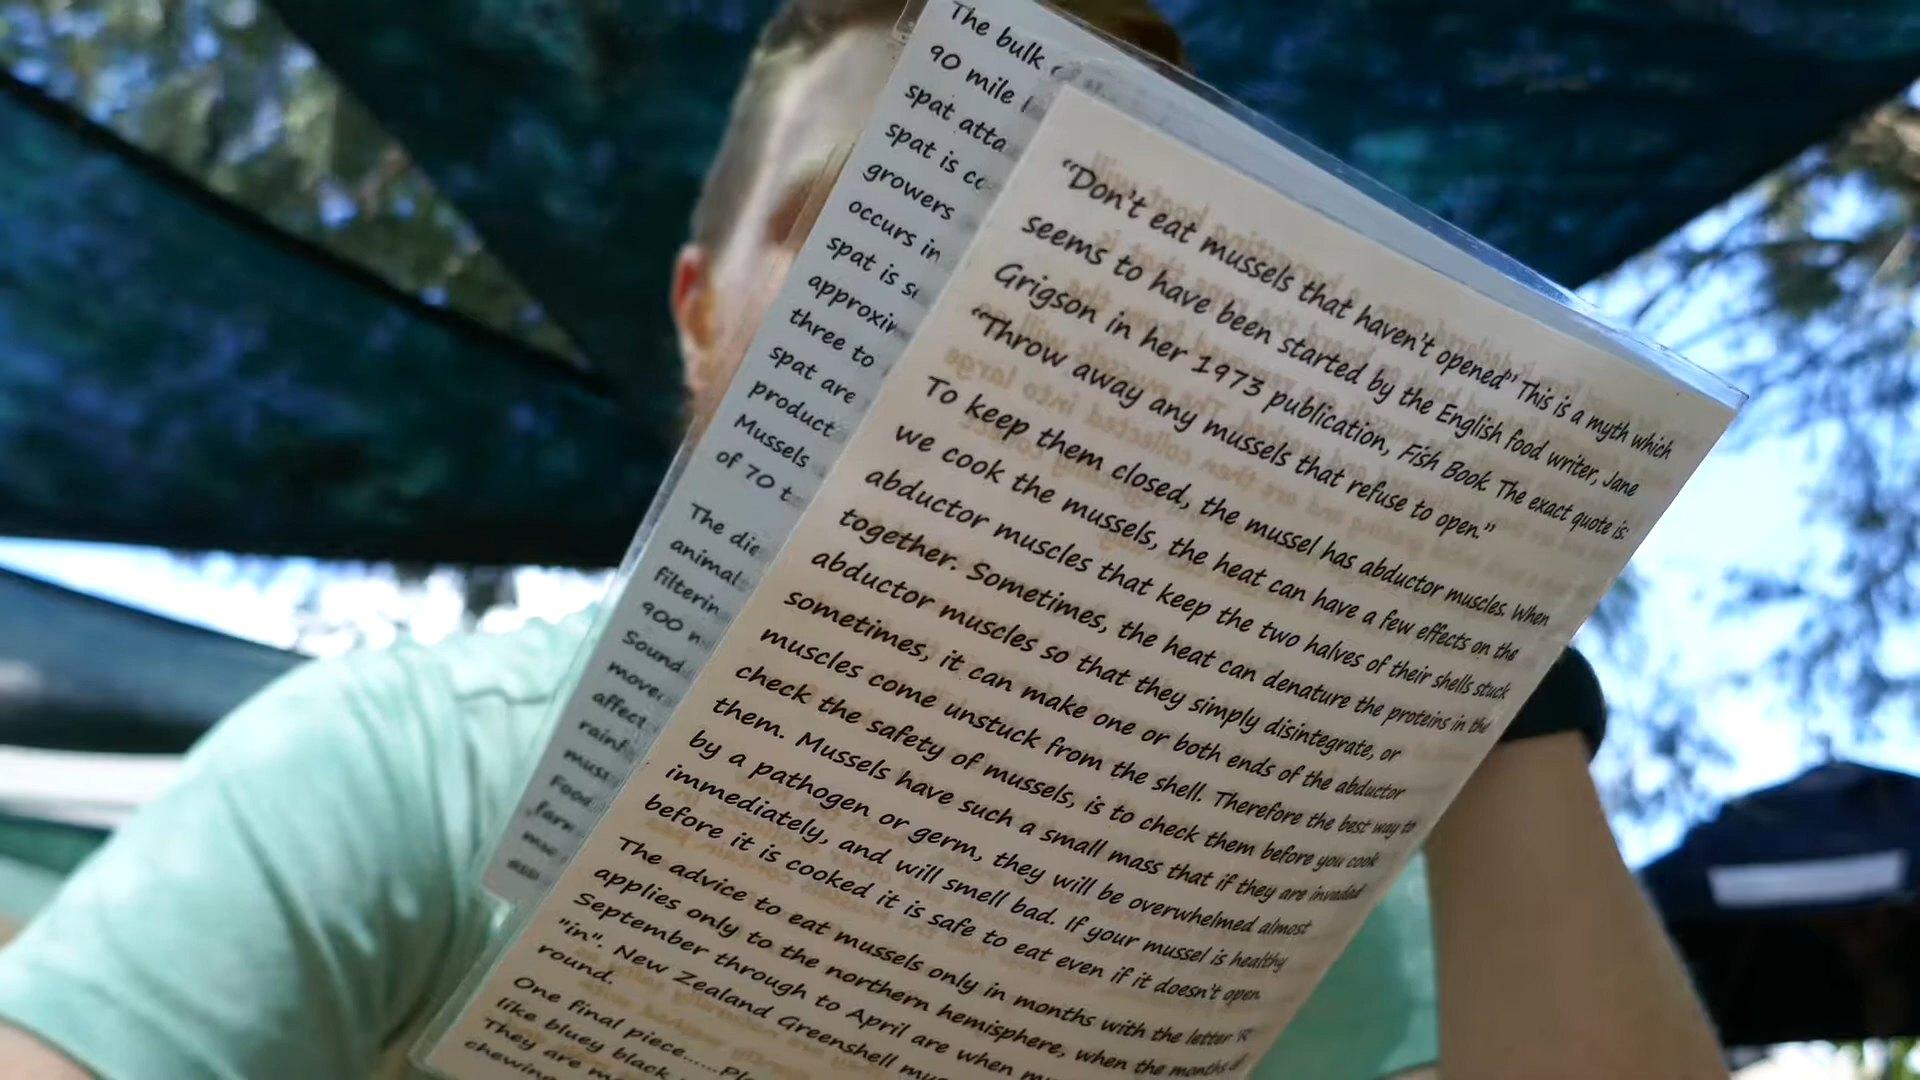 The bulk
90 mile
spat atta
spat is co
growers
occurs in
spat is s
approxi
three to
spat are
product
Mussels
of 70 t
The die
animal
filterin
900 m
Sound
move
affect
rainf
muss
Food
farm
mu
ass
"Don't eat mussels that haven't opened" This is a myth which
seems to have been started by the English food writer, Jane
Grigson in her 1973 publication, Fish Book. The exact quote is:
"Throw away any mussels that refuse to open."
To keep them closed, the mussel has abductor muscles. When
we cook the mussels, the heat can have a few effects on the
abductor muscles that keep the two halves of their shells stuck
together. Sometimes, the heat can denature the proteins in the
abductor muscles so that they simply disintegrate, or
sometimes, it can make one or both ends of the abductor
muscles come unstuck from the shell. Therefore the best way to
check the safety of mussels, is to check them before you cook
them. Mussels have such a small mass that if they are invaded
by a pathogen or germ, they will be overwhelmed almost
immediately, and will smell bad. If your mussel is healthy
before it is cooked it is safe to eat even if it doesn't open.
The advice to eat mussels only in months with the letter "R"
applies only to the northern hemisphere, when the months of
September through to April are when mu
"in". New Zealand Greenshell mu
round.
One final piece......Pl
like bluey black
They are m
chewing